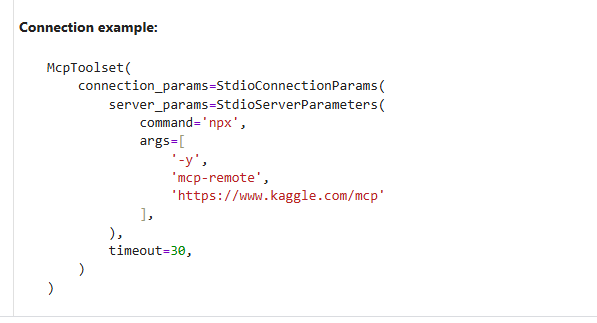 Connection example:
McpToolset(
    connection_params=StdioConnectionParams(
        server_params=StdioServerParameters(
            command='npx',
            args=[
                '-y',
                'mcp-remote',
                'https://www.kaggle.com/mcp'
            ],
        ),
        timeout=30,
    )
)